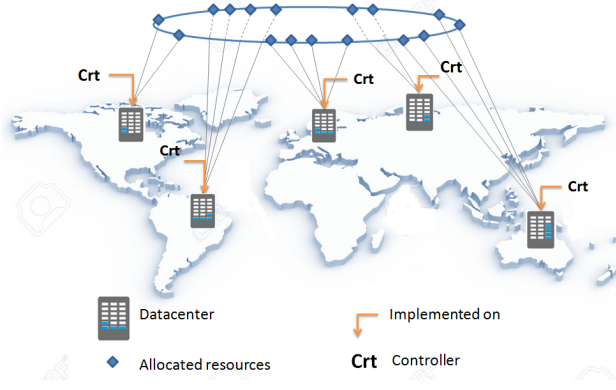 Crt
Crt
Crt
Crt
Crt
Datacenter
Implemented on
Allocated resources
Crt Controller